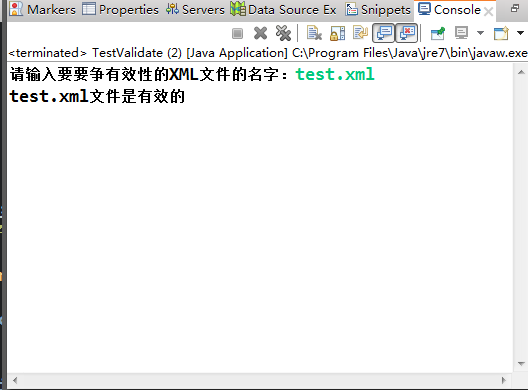 Markers Properties Servers Data Source Ex Snippets Console
<terminated> TestValidate (2) [Java Application] C:\Program Files\Java\jre7\bin\javaw.exe
请输入要要争有效性的XML文件的名字：test.xml
test.xml文件是有效的